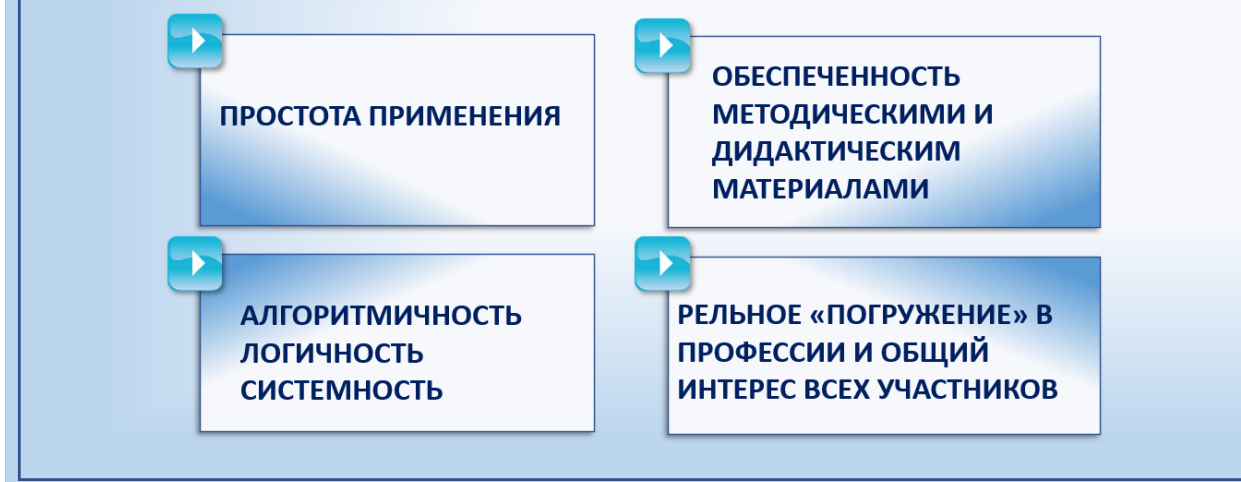 ПРОСТОТА ПРИМЕНЕНИЯ
ОБЕСПЕЧЕННОСТЬ
МЕТОДИЧЕСКИМИ И
ДИДАКТИЧЕСКИМ
МАТЕРИАЛАМИ
АЛГОРИТМИЧНОСТЬ
ЛОГИЧНОСТЬ
СИСТЕМНОСТЬ
РЕЛЬНОЕ «ПОГРУЖЕНИЕ» В
ПРОФЕССИИ И ОБЩИЙ
ИНТЕРЕС ВСЕХ УЧАСТНИКОВ